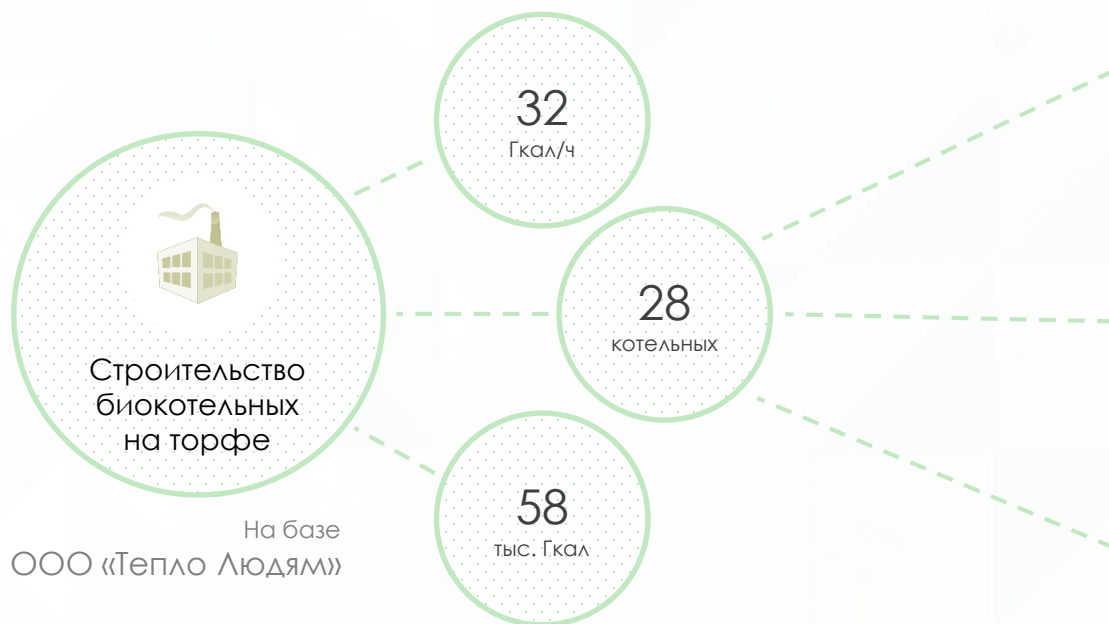 32
Гкал/ч
28
котельных
Строительство
биокотельных
на торфе
58
тыс. Гкал
На базе
ООО «Тепло Людям»